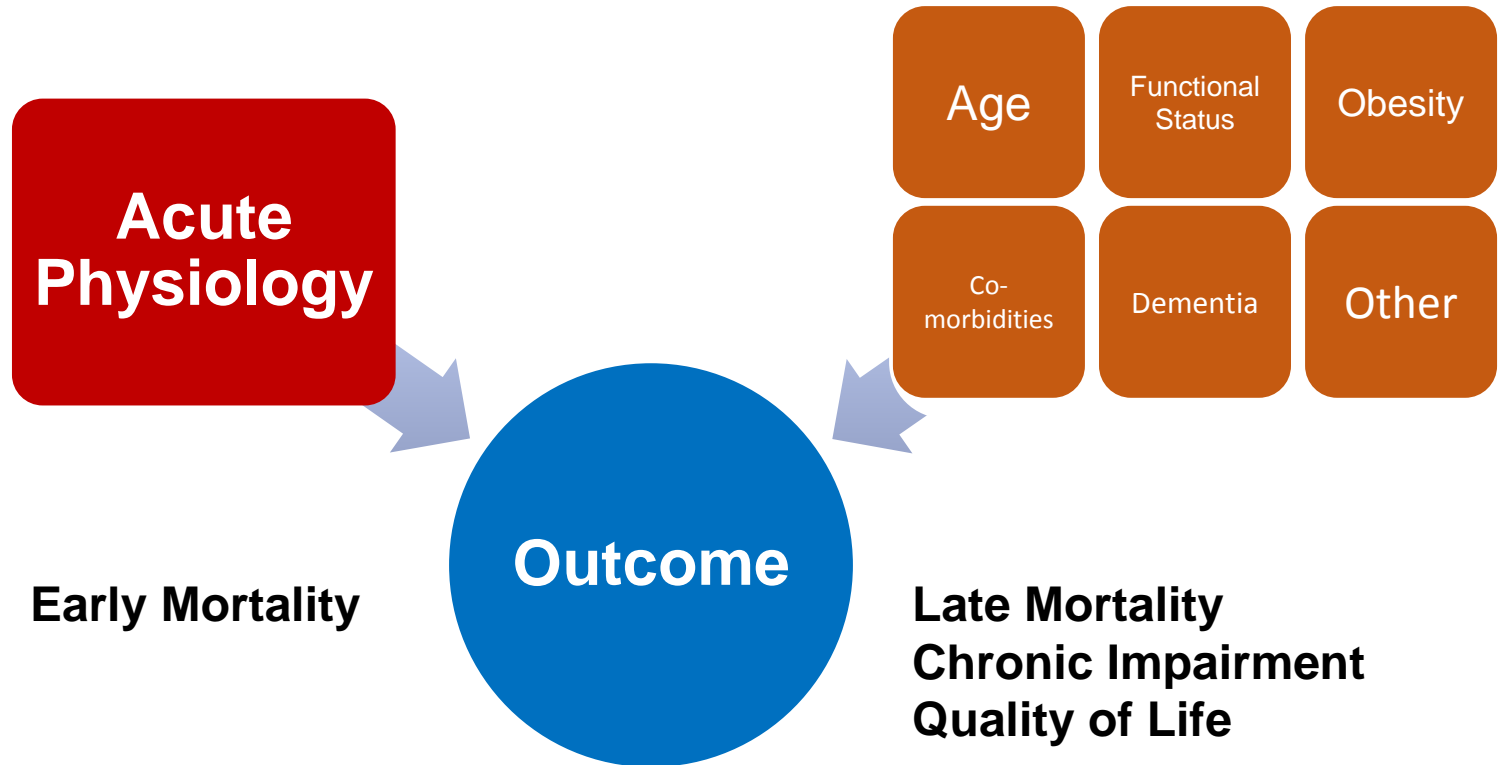 Acute
Physiology
Age
Functional
Status
Obesity
Co-
morbidities
Dementia
Other
Outcome
Early Mortality
Late Mortality
Chronic Impairment
Quality of Life